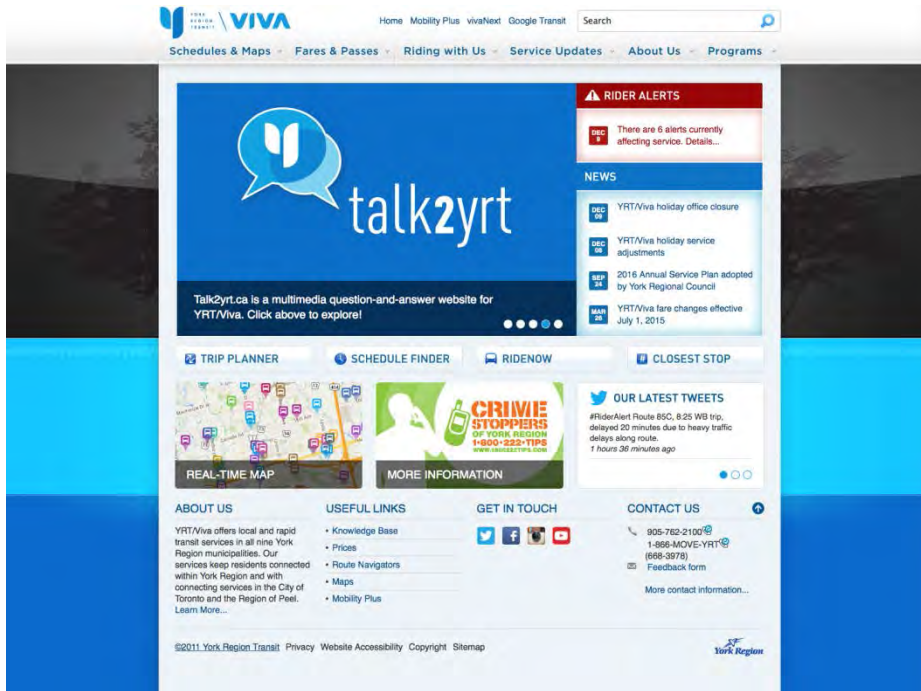 YORK
REGION
TRANSIT
VIVA
Home Mobility Plus vivaNext Google Transit
Search
Schedules & Maps Fares & Passes Riding with Us Service Updates About Us Programs
talk2yrt
Talk2yrt.ca is a multimedia question-and-answer website for
YRT/Viva. Click above to explore!
RIDER ALERTS
DEC
9
There are 6 alerts currently
affecting service. Details...
NEWS
DEC
09
YRT/Viva holiday office closure
DEC
08
YRT/Viva holiday service
adjustments
SEP
24
2016 Annual Service Plan adopted
by York Regional Council
MAR
26
YRT/Viva fare changes effective
July 1, 2015
TRIP PLANNER SCHEDULE FINDER RIDENOW CLOSEST STOP
REAL-TIME MAP
CRIME
STOPPERS
OF YORK REGION
1-800-222-TIPS
WWW.1800222TIPS.COM
MORE INFORMATION
OUR LATEST TWEETS
#RiderAlert Route 85C, 8:25 WB trip,
delayed 20 minutes due to heavy traffic
delays along route.
1 hours 36 minutes ago
ABOUT US
YRT/Viva offers local and rapid
transit services in all nine York
Region municipalities. Our
services keep residents connected
within York Region and with
connecting services in the City of
Toronto and the Region of Peel.
Learn More...
USEFUL LINKS
• Knowledge Base
• Prices
• Route Navigators
• Maps
• Mobility Plus
GET IN TOUCH
CONTACT US
905-762-2100
1-866-MOVE-YRT
(668-3978)
Feedback form
More contact information...
©2011 York Region Transit Privacy Website Accessibility Copyright Sitemap
York Region